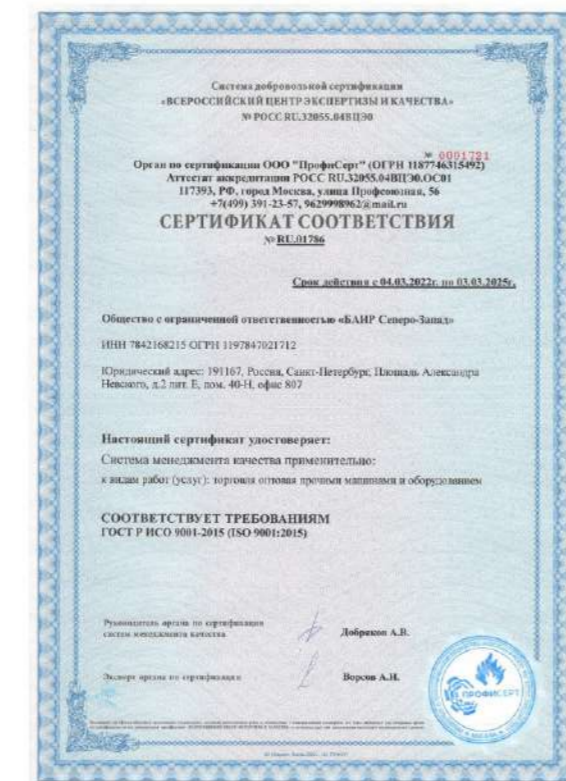 Система добровольной сертификации
«ВСЕРОССИЙСКИЙ ЦЕНТР ЭКСПЕРТИЗЫ И КАЧЕСТВА»
№ РОСС RU.32055.04ВЦЭ0
№ 0001721
Орган по сертификации ООО "ПрофиСерт" (ОГРН 1187746315492)
Аттестат аккредитации РОСС RU.32055.04ВЦЭ0.ОС01
117393, РФ, город Москва, улица Профсоюзная, 56
+7(499) 391-23-57, 9629998962@mail.ru
СЕРТИФИКАТ СООТВЕТСТВИЯ
№ RU.01786
Срок действия с 04.03.2022г. по 03.03.2025г.
Общество с ограниченной ответственностью «БАИР Северо-Запад»
ИНН 7842168215 ОГРН 1197847021712
Юридический адрес: 191167, Россия, Санкт-Петербург, Площадь Александра
Невского, д.2 лит. Е, пом. 40-Н, офис 807
Настоящий сертификат удостоверяет:
Система менеджмента качества применительно:
к видам работ (услуг): торговля оптовая прочими машинами и оборудованием
СООТВЕТСТВУЕТ ТРЕБОВАНИЯМ
ГОСТ Р ИСО 9001-2015 (ISO 9001:2015)
Руководитель органа по сертификации
систем менеджмента качества
Добряков А.В.
Эксперт органа по сертификации
Ворсов А.И.
ПРОФИСЕРТ